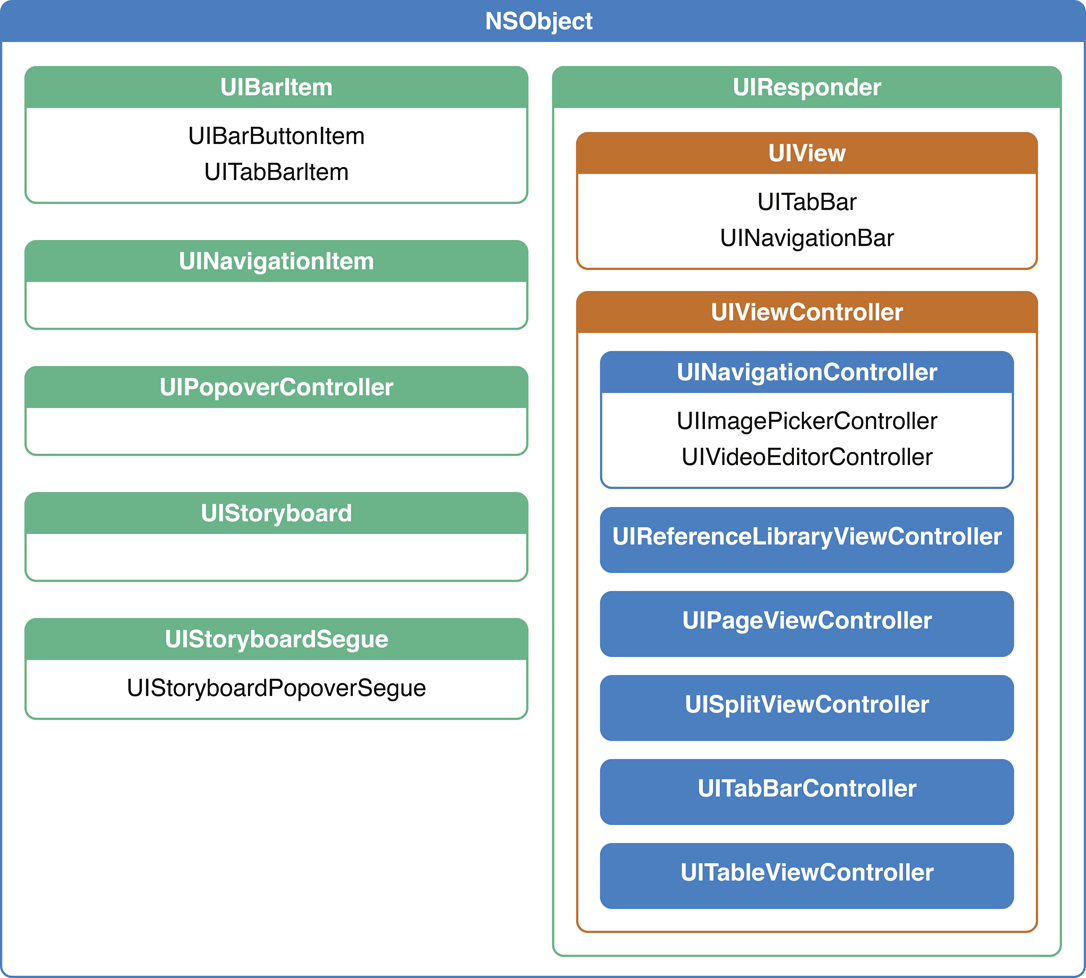 NSObject
UIBarItem
UIBarButtonItem
UITabBarItem
UINavigationItem
UIPopoverController
UIStoryboard
UIStoryboardSegue
UIStoryboardPopoverSegue
UIResponder
UIView
UITabBar
UINavigationBar
UIViewController
UINavigationController
UIImagePickerController
UIVideoEditorController
UIReferenceLibraryViewController
UIPageViewController
UISplitViewController
UITabBarController
UITableViewController